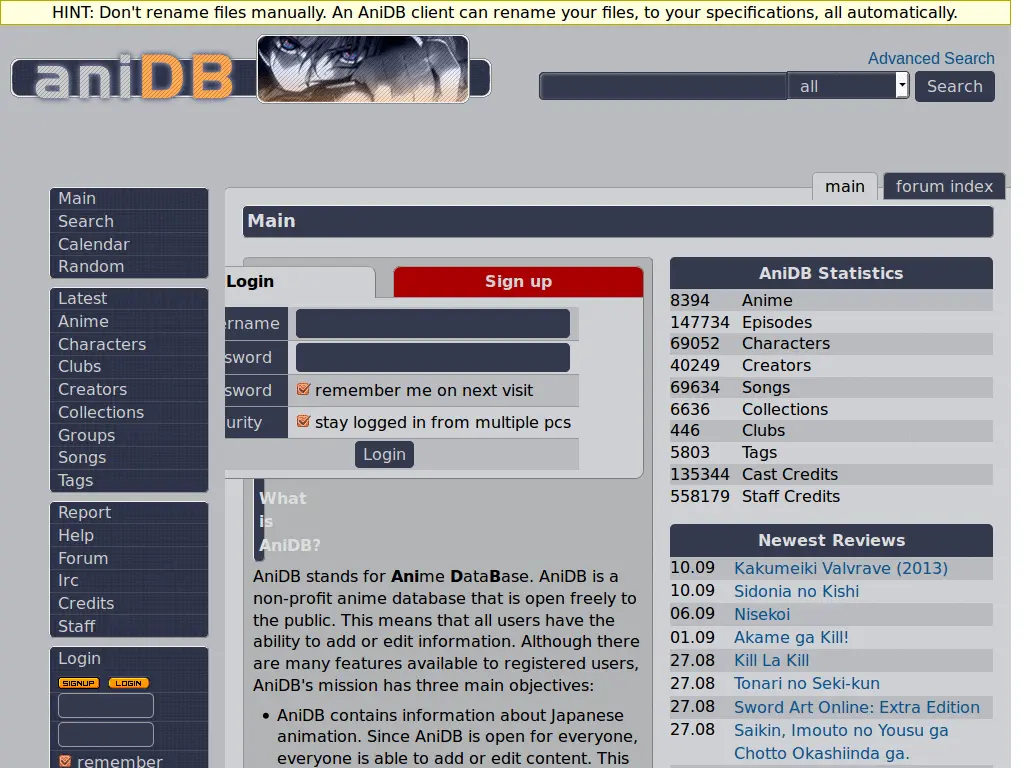 HINT: Don't rename files manually. An AniDB client can rename your files, to your specifications, all automatically.
aniDB
Advanced Search
all
Search
main
forum index
Main
Search
Calendar
Random
Latest
Anime
Characters
Clubs
Creators
Collections
Groups
Songs
Tags
Report
Help
Forum
Irc
Credits
Staff
Login
SIGNUP
LOGIN
remember
Main
Login
Sign up
ername
sword
sword
remember me on next visit
urity
stay logged in from multiple pcs
Login
What
is
AniDB?
AniDB stands for Anime DataBase. AniDB is a
non-profit anime database that is open freely to
the public. This means that all users have the
ability to add or edit information. Although there
are many features available to registered users,
AniDB's mission has three main objectives:
• AniDB contains information about Japanese
animation. Since AniDB is open for everyone,
everyone is able to add or edit content. This
AniDB Statistics
8394 Anime
147734 Episodes
69052 Characters
40249 Creators
69634 Songs
6636 Collections
446 Clubs
5803 Tags
135344 Cast Credits
558179 Staff Credits
Newest Reviews
10.09 Kakumeiki Valvrave (2013)
10.09 Sidonia no Kishi
06.09 Nisekoi
01.09 Akame ga Kill!
27.08 Kill La Kill
27.08 Tonari no Seki-kun
27.08 Sword Art Online: Extra Edition
27.08 Saikin, Imouto no Yousu ga
Chotto Okashiinda ga.